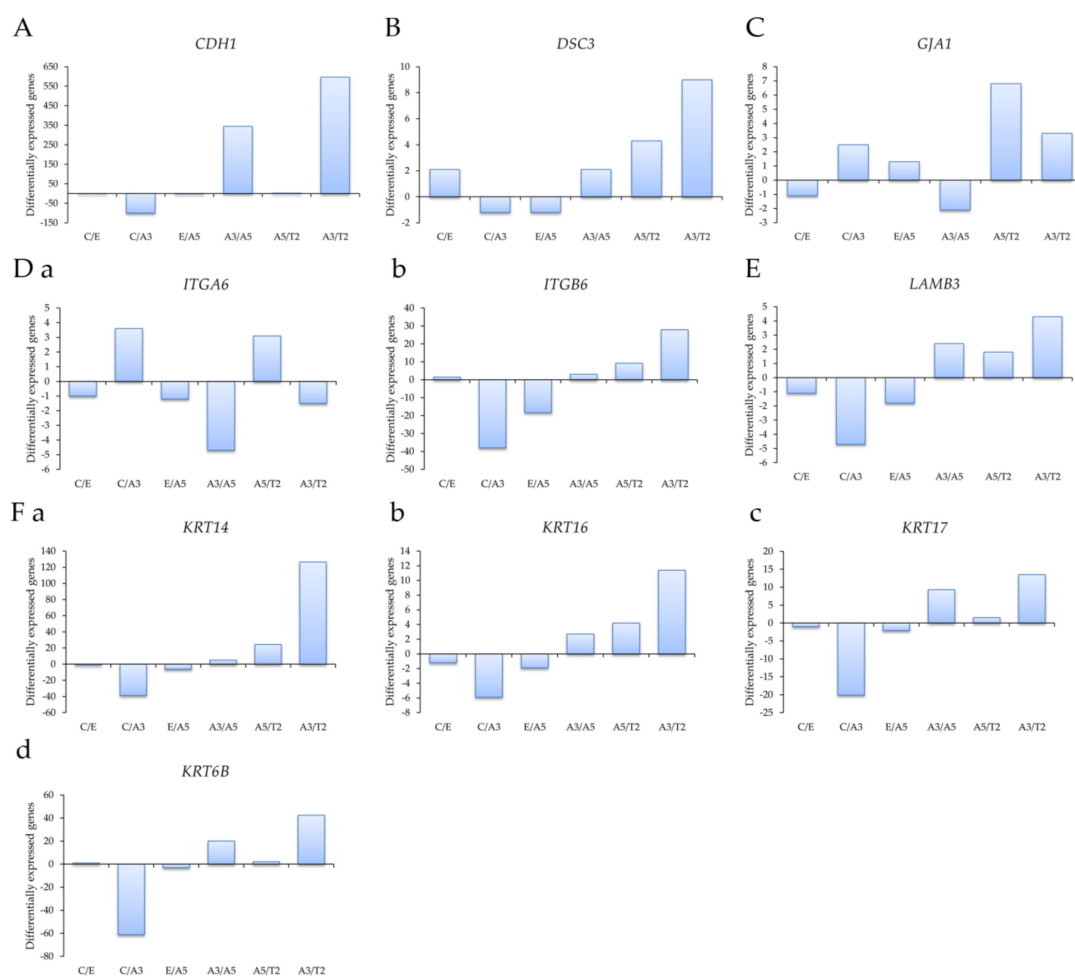 A
CDH1
Differentially expressed genes
650
550
450
350
250
150
50
-50
-150
C/E C/A3 E/A5 A3/A5 A5/T2 A3/T2
B
DSC3
Differentially expressed genes
10
8
6
4
2
0
-2
C/E C/A3 E/A5 A3/A5 A5/T2 A3/T2
C
GJA1
Differentially expressed genes
8
7
6
5
4
3
2
1
0
-1
-2
-3
C/E C/A3 E/A5 A3/A5 A5/T2 A3/T2
D a
ITGA6
Differentially expressed genes
5
4
3
2
1
0
-1
-2
-3
-4
-5
-6
C/E C/A3 E/A5 A3/A5 A5/T2 A3/T2
b
ITGB6
Differentially expressed genes
40
30
20
10
0
-10
-20
-30
-40
-50
C/E C/A3 E/A5 A3/A5 A5/T2 A3/T2
E
LAMB3
Differentially expressed genes
5
4
3
2
1
0
-1
-2
-3
-4
-5
-6
C/E C/A3 E/A5 A3/A5 A5/T2 A3/T2
F a
KRT14
Differentially expressed genes
140
120
100
80
60
40
20
0
-20
-40
-60
C/E C/A3 E/A5 A3/A5 A5/T2 A3/T2
b
KRT16
Differentially expressed genes
14
12
10
8
6
4
2
0
-2
-4
-6
-8
C/E C/A3 E/A5 A3/A5 A5/T2 A3/T2
c
KRT17
Differentially expressed genes
20
15
10
5
0
-5
-10
-15
-20
-25
C/E C/A3 E/A5 A3/A5 A5/T2 A3/T2
d
KRT6B
Differentially expressed genes
60
40
20
0
-20
-40
-60
-80
C/E C/A3 E/A5 A3/A5 A5/T2 A3/T2